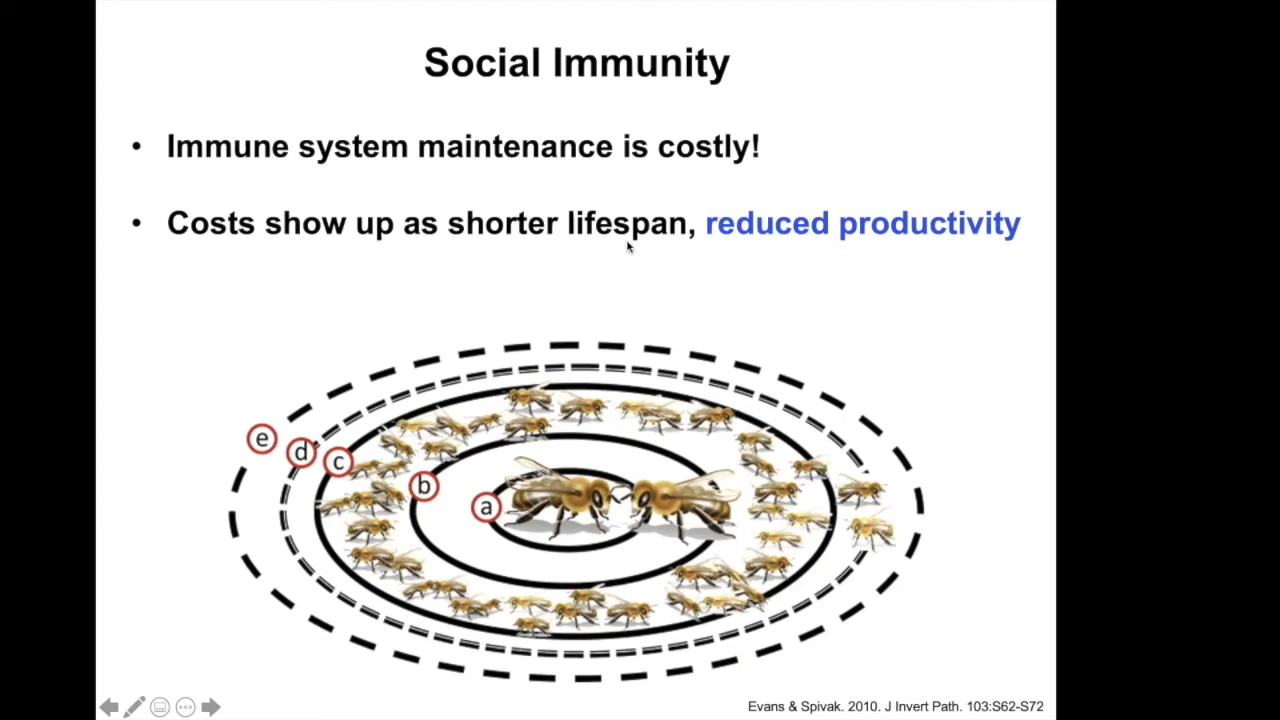 Social Immunity
• Immune system maintenance is costly!
• Costs show up as shorter lifespan, reduced productivity
e
d
c
b
a
Evans & Spivak. 2010. J Invert Path. 103:S62-S72